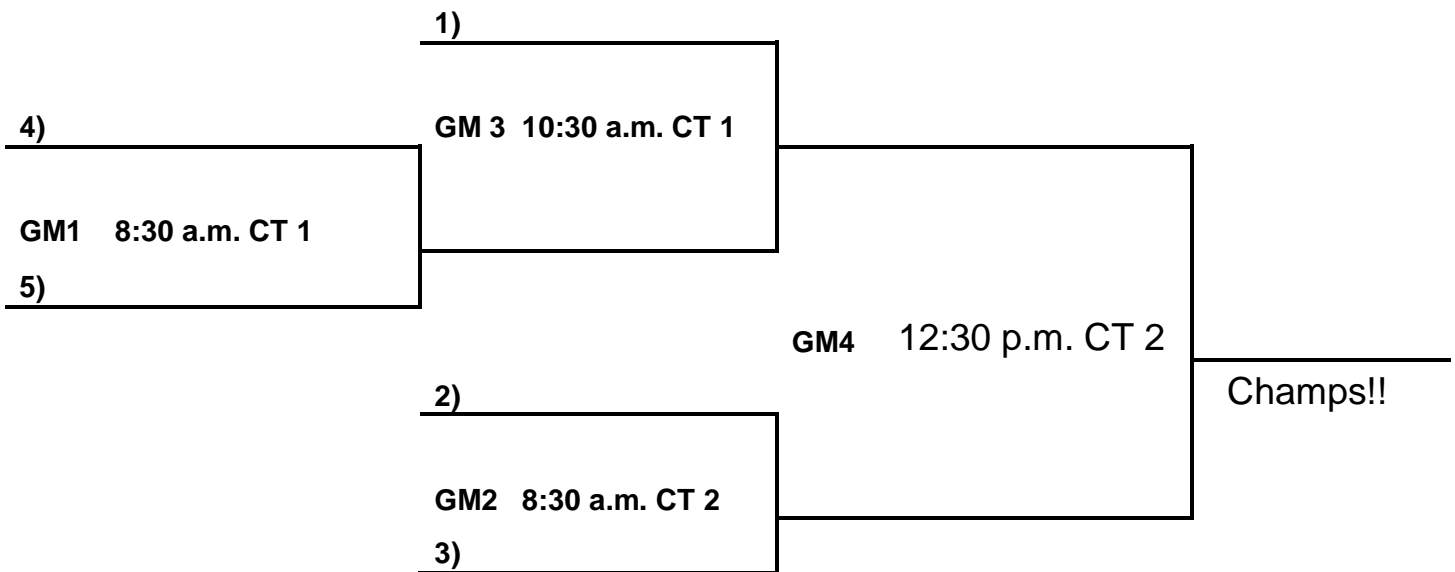 1)
4)
GM 3 10:30 a.m. CT 1
GM1 8:30 a.m. CT 1
5)
GM4 12:30 p.m. CT 2
Champs!!
2)
GM2 8:30 a.m. CT 2
3)